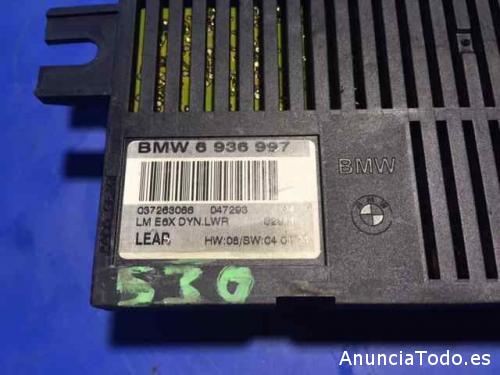 BMW 6 936 997
BMW
037263066 047293
LM E6X DYN.LWR
LEAR HW:06/SW:04
530
AnunciaTodo.es